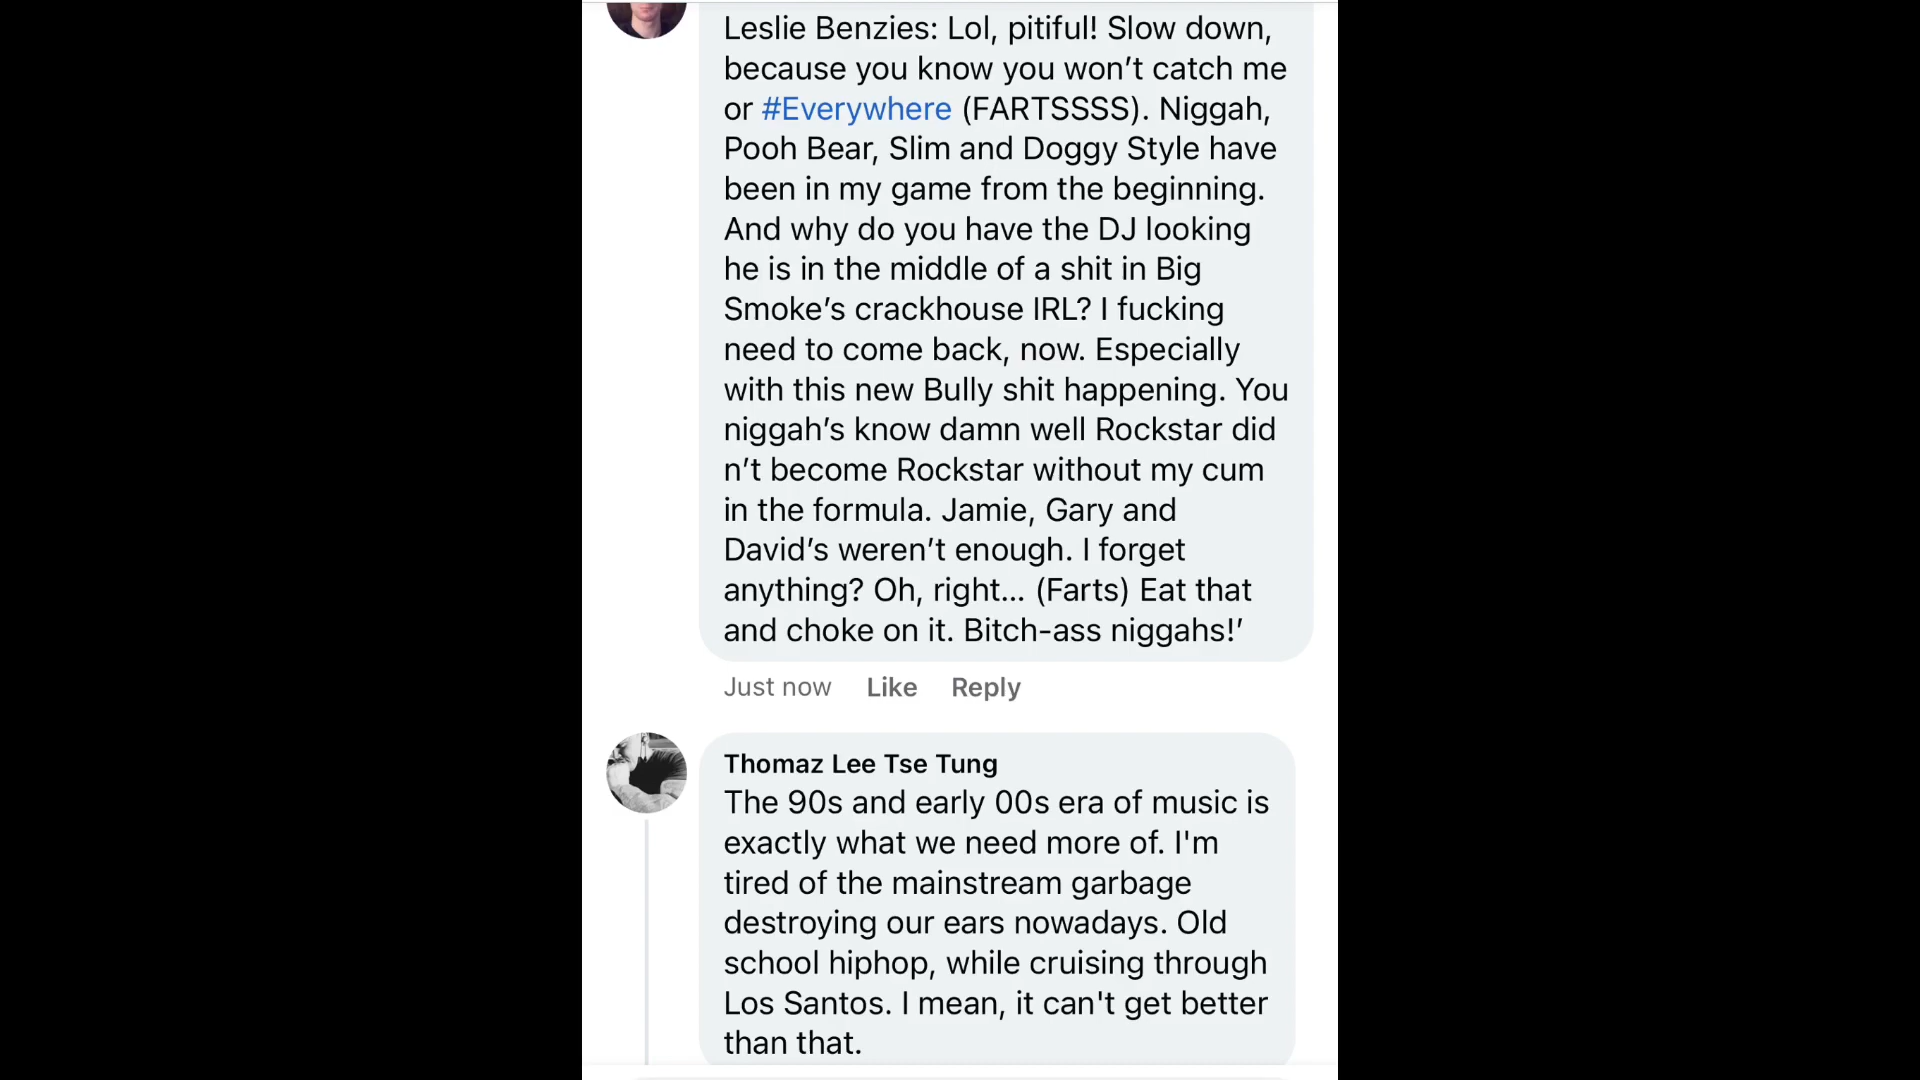 Leslie Benzies: Lol, pitiful! Slow down,
because you know you won’t catch me
or #Everywhere (FARTSSSS). Niggah,
Pooh Bear, Slim and Doggy Style have
been in my game from the beginning.
And why do you have the DJ looking
he is in the middle of a shit in Big
Smoke’s crackhouse IRL? I fucking
need to come back, now. Especially
with this new Bully shit happening. You
niggah’s know damn well Rockstar did
n’t become Rockstar without my cum
in the formula. Jamie, Gary and
David’s weren’t enough. I forget
anything? Oh, right... (Farts) Eat that
and choke on it. Bitch-ass niggahs!’
Just now Like Reply
Thomaz Lee Tse Tung
The 90s and early 00s era of music is
exactly what we need more of. I'm
tired of the mainstream garbage
destroying our ears nowadays. Old
school hiphop, while cruising through
Los Santos. I mean, it can't get better
than that.